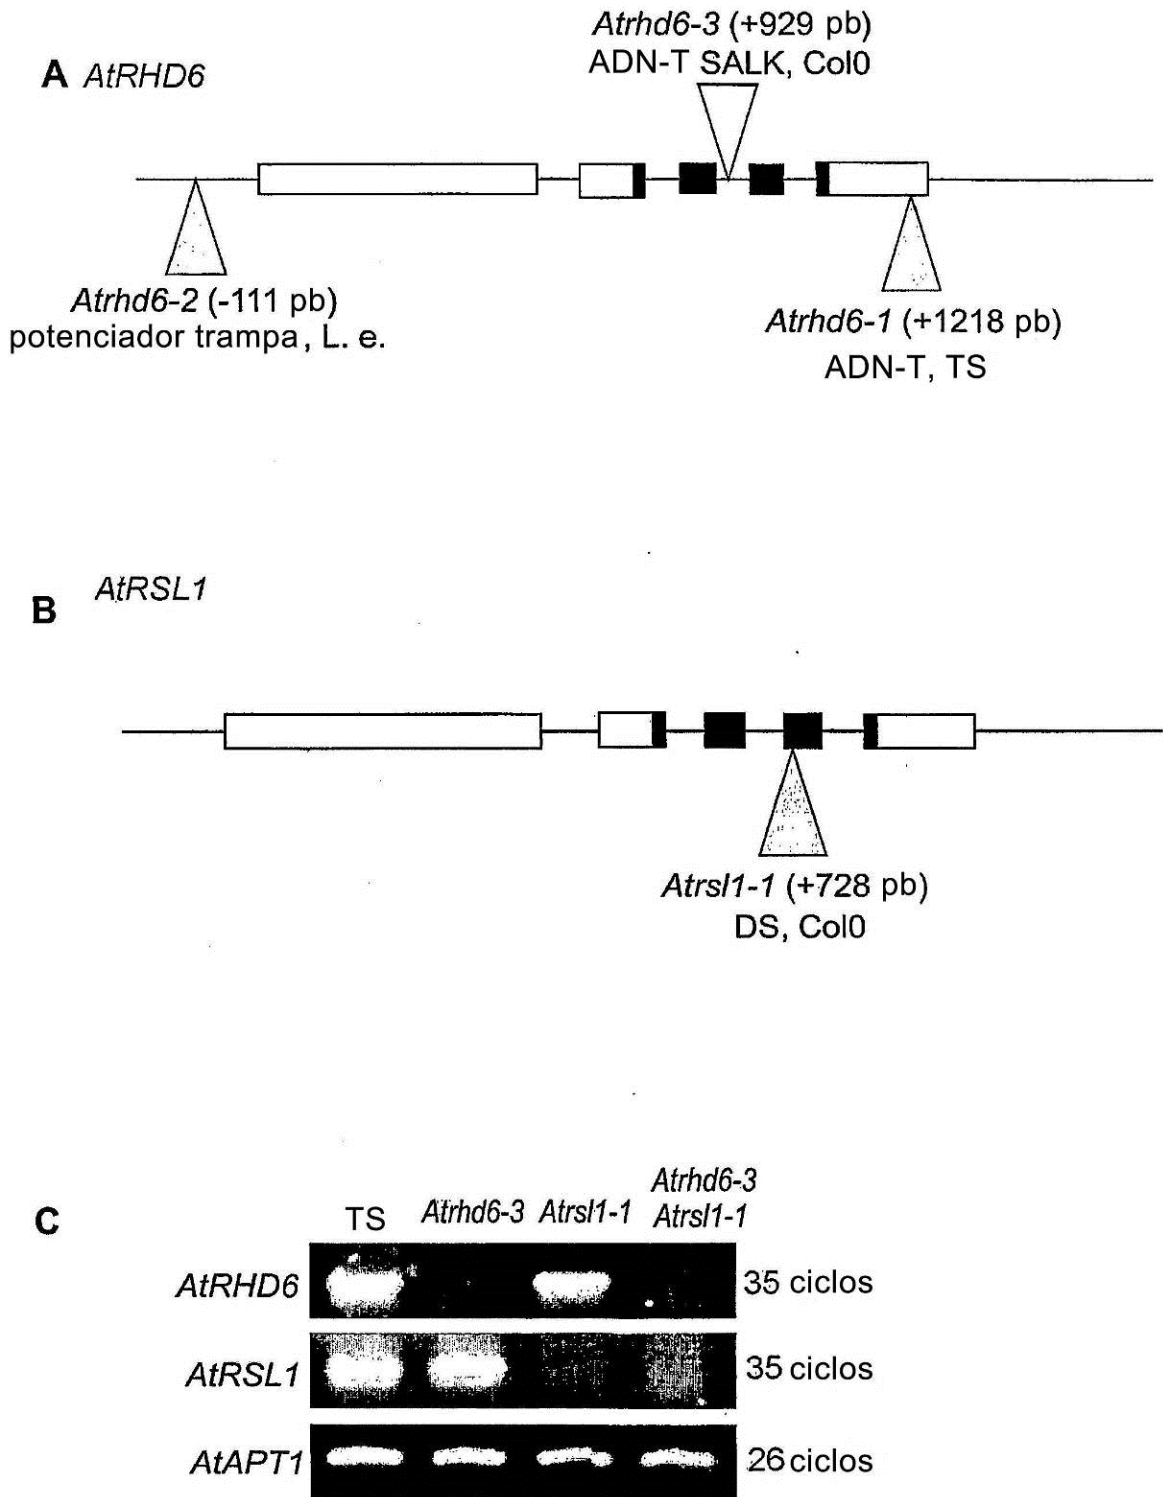 A AtRHD6
Atrhd6-3 (+929 pb)
ADN-T SALK, Col0
Atrhd6-2 (-111 pb)
potenciador trampa, L. e.
Atrhd6-1 (+1218 pb)
ADN-T, TS
B AtRSL1
Atrsl1-1 (+728 pb)
DS, Col0
C
TS Atrhd6-3 Atrsl1-1 Atrhd6-3
Atrsl1-1
AtRHD6 35 ciclos
AtRSL1 35 ciclos
AtAPT1 26 ciclos